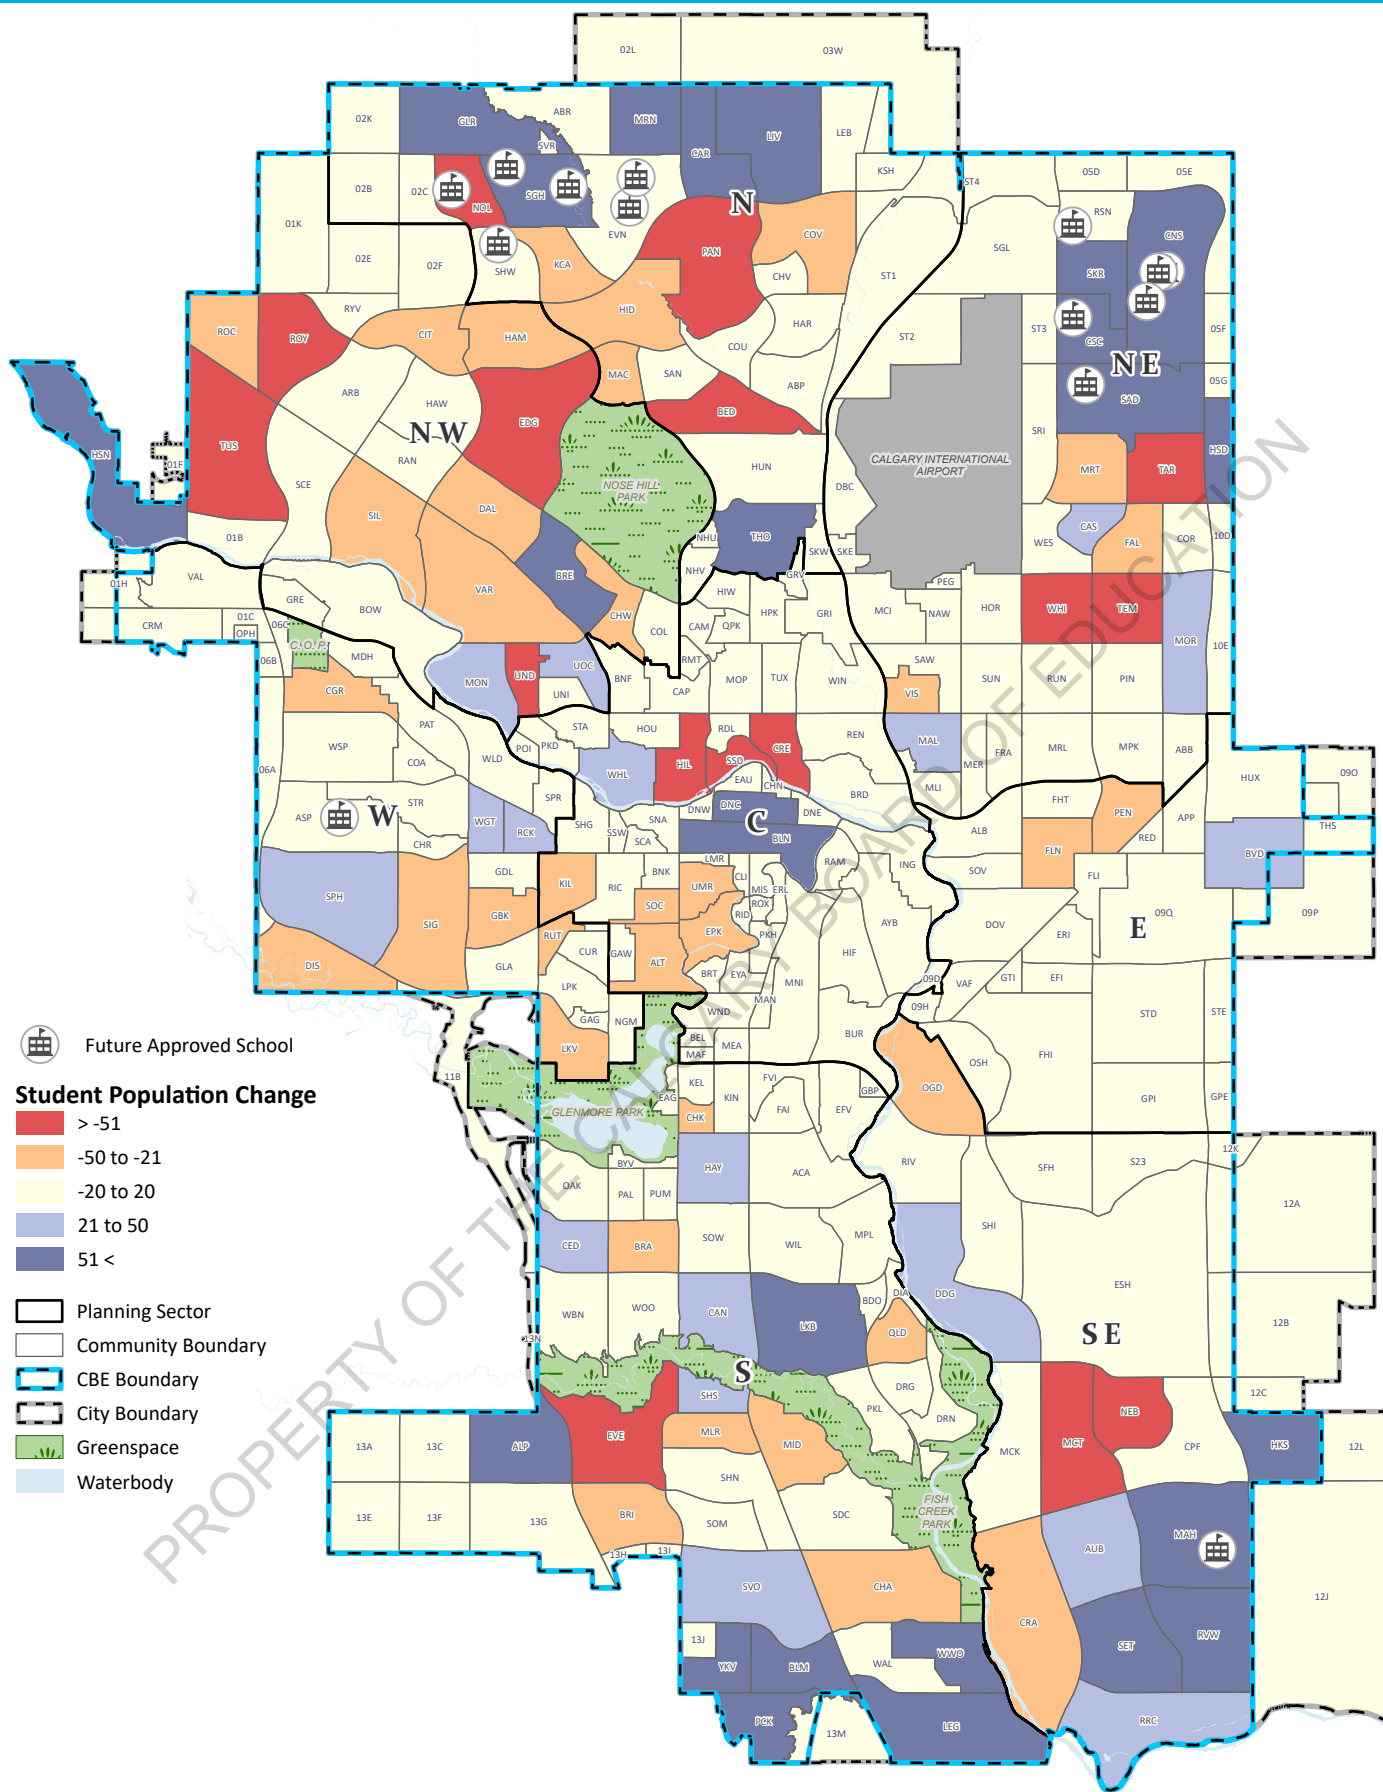 02L
03W
02K
GLR
ABR
MRN
LIV
LEB
SVR
CAR
KSH
ST4
05D
05E
02B
02C
NOL
SGH
N
RSN
01K
EVN
COV
SGL
CNS
PAN
02E
02F
SHW
KCA
CHV
ST1
SKR
RYV
HID
ROC
ROY
CIT
HAM
HAR
ST2
ST3
CSC
05F
COU
NE
MAC
SAN
ABP
05G
ARB
HAW
BED
SAD
EDG
NW
SRI
TUS
HSN
01F
RAN
HUN
CALGARY INTERNATIONAL
AIRPORT
MRT
TAR
HSD
SCE
NOSE HILL
PARK
DBC
SIL
DAL
01B
NHU
THO
SKW
SKE
WES
CAS
FAL
COR
10D
VAL
01H
BRE
NHV
GRV
PEG
VAR
GRE
BOW
CHW
HIW
HPK
GRI
MCI
NAW
HOR
WHI
TEM
CRM
01C
OPH
06C
COL
CAM
QPK
MOR
10E
C.O.P.
06B
MDH
RMT
SAW
UOC
MON
UND
BNF
CAP
MOP
TUX
WIN
VIS
SUN
RUN
PIN
CGR
UNI
PAT
STA
HOU
RDL
CRE
REN
MAL
FRA
MRL
MPK
ABB
WSP
COA
WLD
POI
PKD
SSD
HIL
MER
HUX
09O
06A
WHL
EAU
CHN
MLI
SPR
BRD
FHT
PEN
ASP
W
STR
WGT
RCK
SHG
SSW
SNA
DNW
DNC
C
DNE
ALB
APP
THS
CHR
SCA
BLN
RED
FLN
BVD
LMR
RAM
ING
SOV
FLI
GDL
KIL
RIC
BNK
CLI
SPH
UMR
MIS
ERL
SIG
GBK
SOC
RID
ROX
AYB
DOV
09Q
09P
E
RUT
EPK
PKH
ERI
CUR
GAW
ALT
HIF
DIS
GLA
BRT
EYA
MNI
09D
VAF
GTI
EFI
LPK
MAN
09H
STD
STE
GAG
NGM
WND
BUR
BEL
MEA
MAF
LKV
OSH
FHI
11B
KEL
FVI
OGD
GLENMORE PARK
EAG
KIN
GBP
GPI
GPE
CHK
FAI
EFV
BYV
HAY
ACA
RIV
SFH
S23
12K
OAK
PAL
PUM
12A
CED
BRA
SOW
WIL
MPL
SHI
ESH
WBN
WOO
CAN
LKB
BDO
DIA
DDG
12B
13N
QLD
SE
S
SHS
DRG
12C
PKL
DRN
NEB
13A
13C
ALP
EVE
MLR
MID
MCK
MCT
CPF
HKS
12L
SHN
13E
13F
13G
BRI
SOM
SDC
FISH
CREEK
PARK
AUB
MAH
13H
13I
SVO
CHA
12J
CRA
13J
YKV
BLM
WAL
WWO
SET
RVW
PCK
13M
LEG
RRC
Future Approved School
Student Population Change
> -51
-50 to -21
-20 to 20
21 to 50
51 <
Planning Sector
Community Boundary
CBE Boundary
City Boundary
Greenspace
Waterbody
PROPERTY OF THE CALGARY BOARD OF EDUCATION